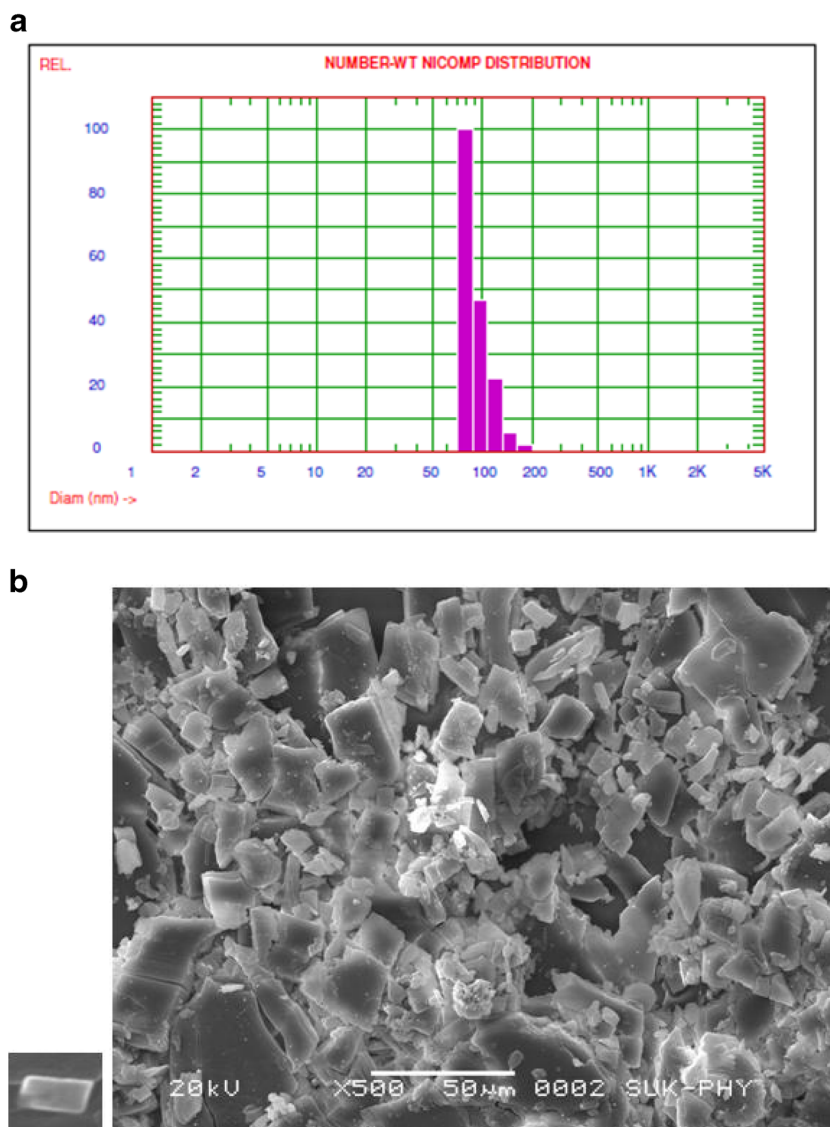 a
REL. NUMBER-WT NICOMP DISTRIBUTION
100
80
60
40
20
0
1 2 5 10 20 50 100 200 500 1K 2K 5K
Diam (nm) ->
b
20kV X500 50µm 0002 SUK-PHY